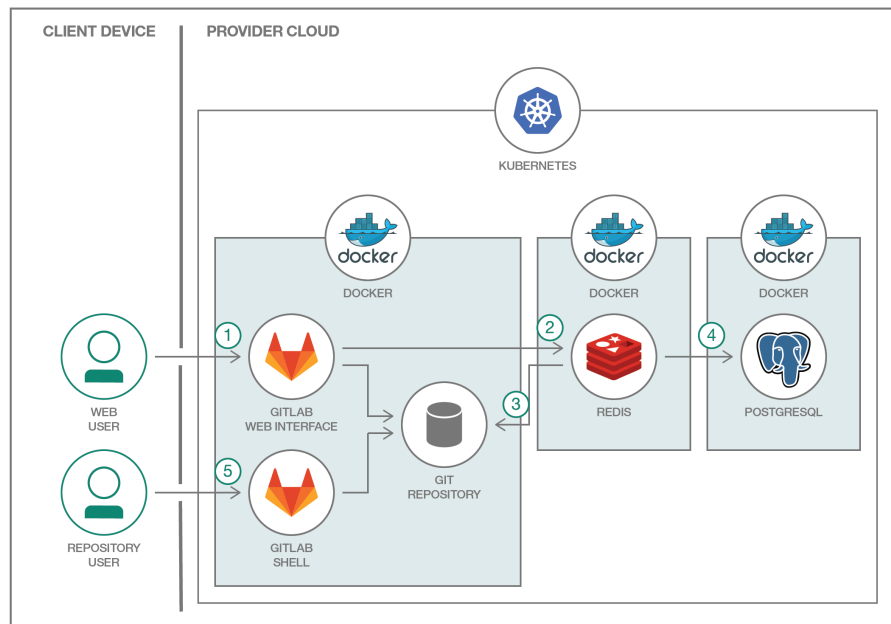 CLIENT DEVICE
PROVIDER CLOUD
KUBERNETES
docker
docker
docker
DOCKER
DOCKER
DOCKER
1
2
4
WEB
USER
GITLAB
WEB INTERFACE
3
REDIS
POSTGRESQL
5
GIT
REPOSITORY
REPOSITORY
USER
GITLAB
SHELL